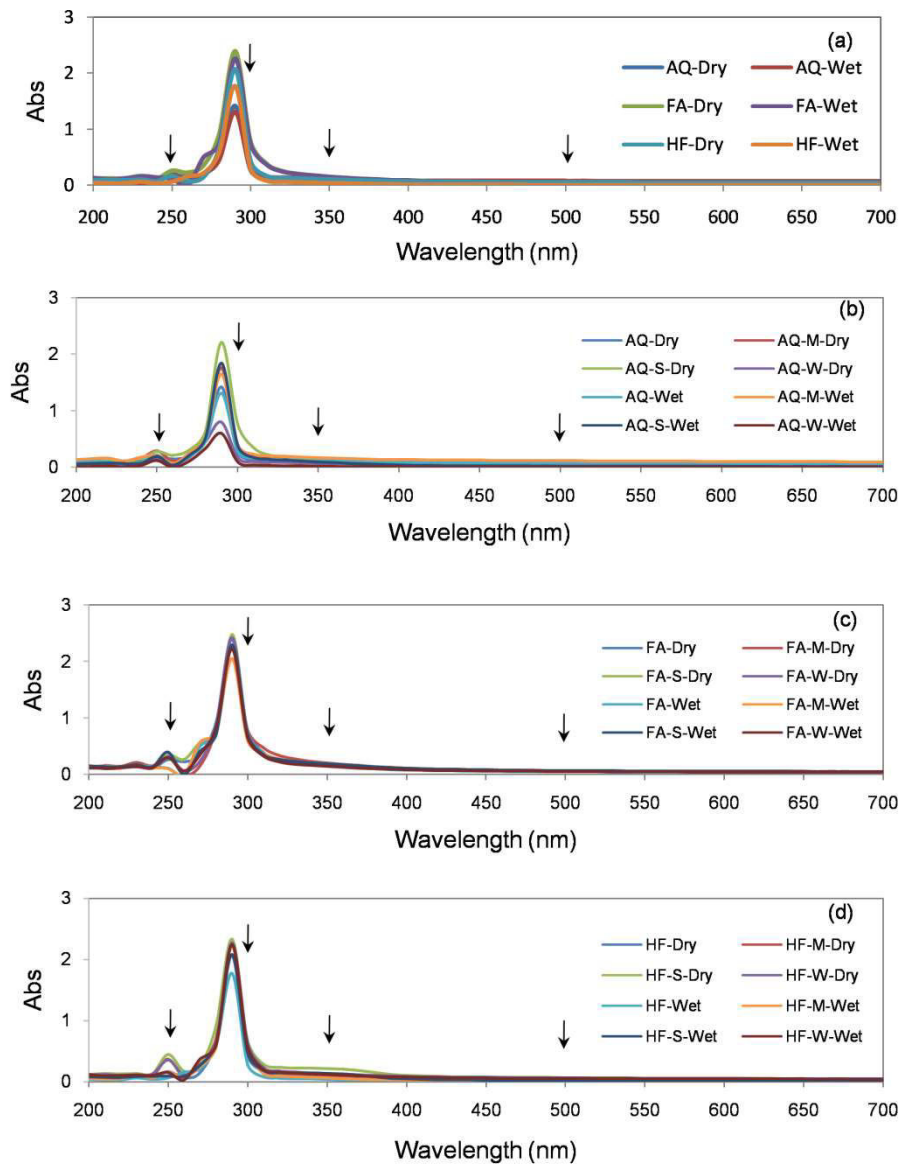 3
(a)
AQ-Dry AQ-Wet
2
FA-Dry FA-Wet
Abs
1
HF-Dry HF-Wet
0
200 250 300 350 400 450 500 550 600 650 700
Wavelength (nm)
3
(b)
AQ-Dry AQ-M-Dry
2
AQ-S-Dry AQ-W-Dry
Abs
AQ-Wet AQ-M-Wet
1
AQ-S-Wet AQ-W-Wet
0
200 250 300 350 400 450 500 550 600 650 700
Wavelength (nm)
3
(c)
FA-Dry FA-M-Dry
2
FA-S-Dry FA-W-Dry
Abs
FA-Wet FA-M-Wet
1
FA-S-Wet FA-W-Wet
0
200 250 300 350 400 450 500 550 600 650 700
Wavelength (nm)
3
(d)
HF-Dry HF-M-Dry
2
HF-S-Dry HF-W-Dry
Abs
HF-Wet HF-M-Wet
1
HF-S-Wet HF-W-Wet
0
200 250 300 350 400 450 500 550 600 650 700
Wavelength (nm)